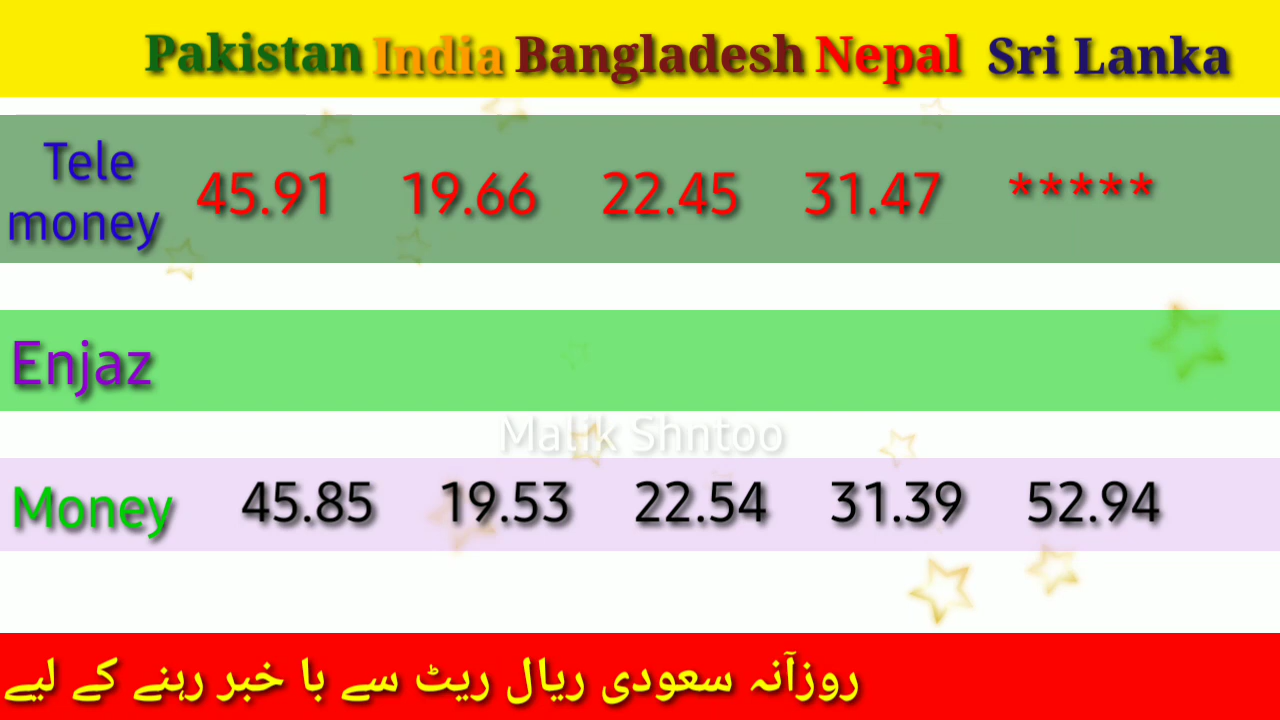 Pakistan India Bangladesh Nepal Sri Lanka
Tele
money 45.91 19.66 22.45 31.47 *****
Enjaz
Malik Shntoo
Money 45.85 19.53 22.54 31.39 52.94
روزآنہ سعودی ریال ریٹ سے با خبر رہنے کے لیے